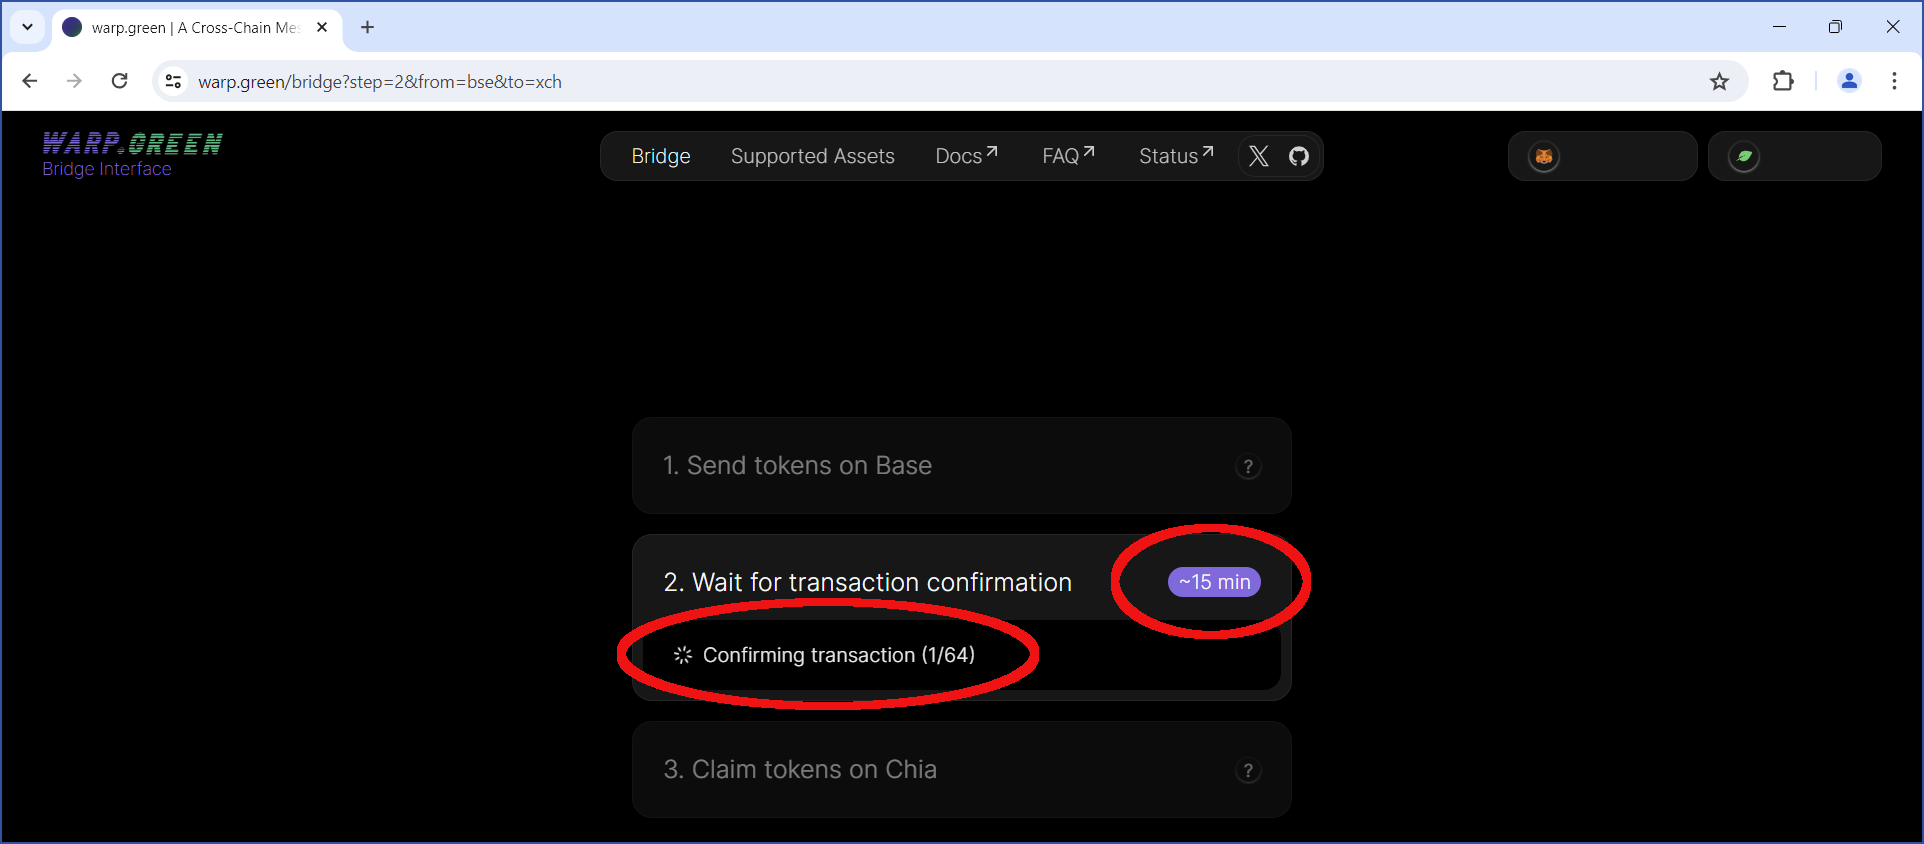 warp.green | A Cross-Chain Mes
warp.green/bridge?step=2&from=bse&to=xch
WARP.GREEN
Bridge Interface
Bridge
Supported Assets
Docs
FAQ
Status
1. Send tokens on Base
?
2. Wait for transaction confirmation
~15 min
Confirming transaction (1/64)
3. Claim tokens on Chia
?